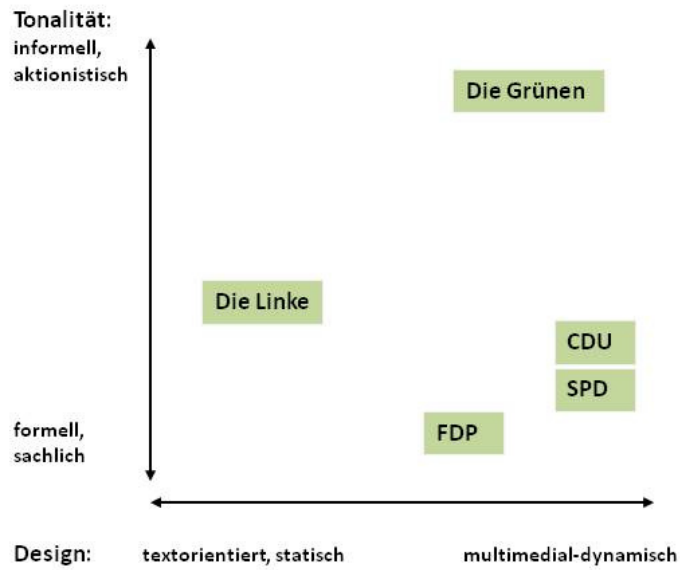 Tonalität:
informell,
aktionistisch
Die Grünen
Die Linke
CDU
SPD
FDP
formell,
sachlich
Design: textorientiert, statisch multimedial-dynamisch